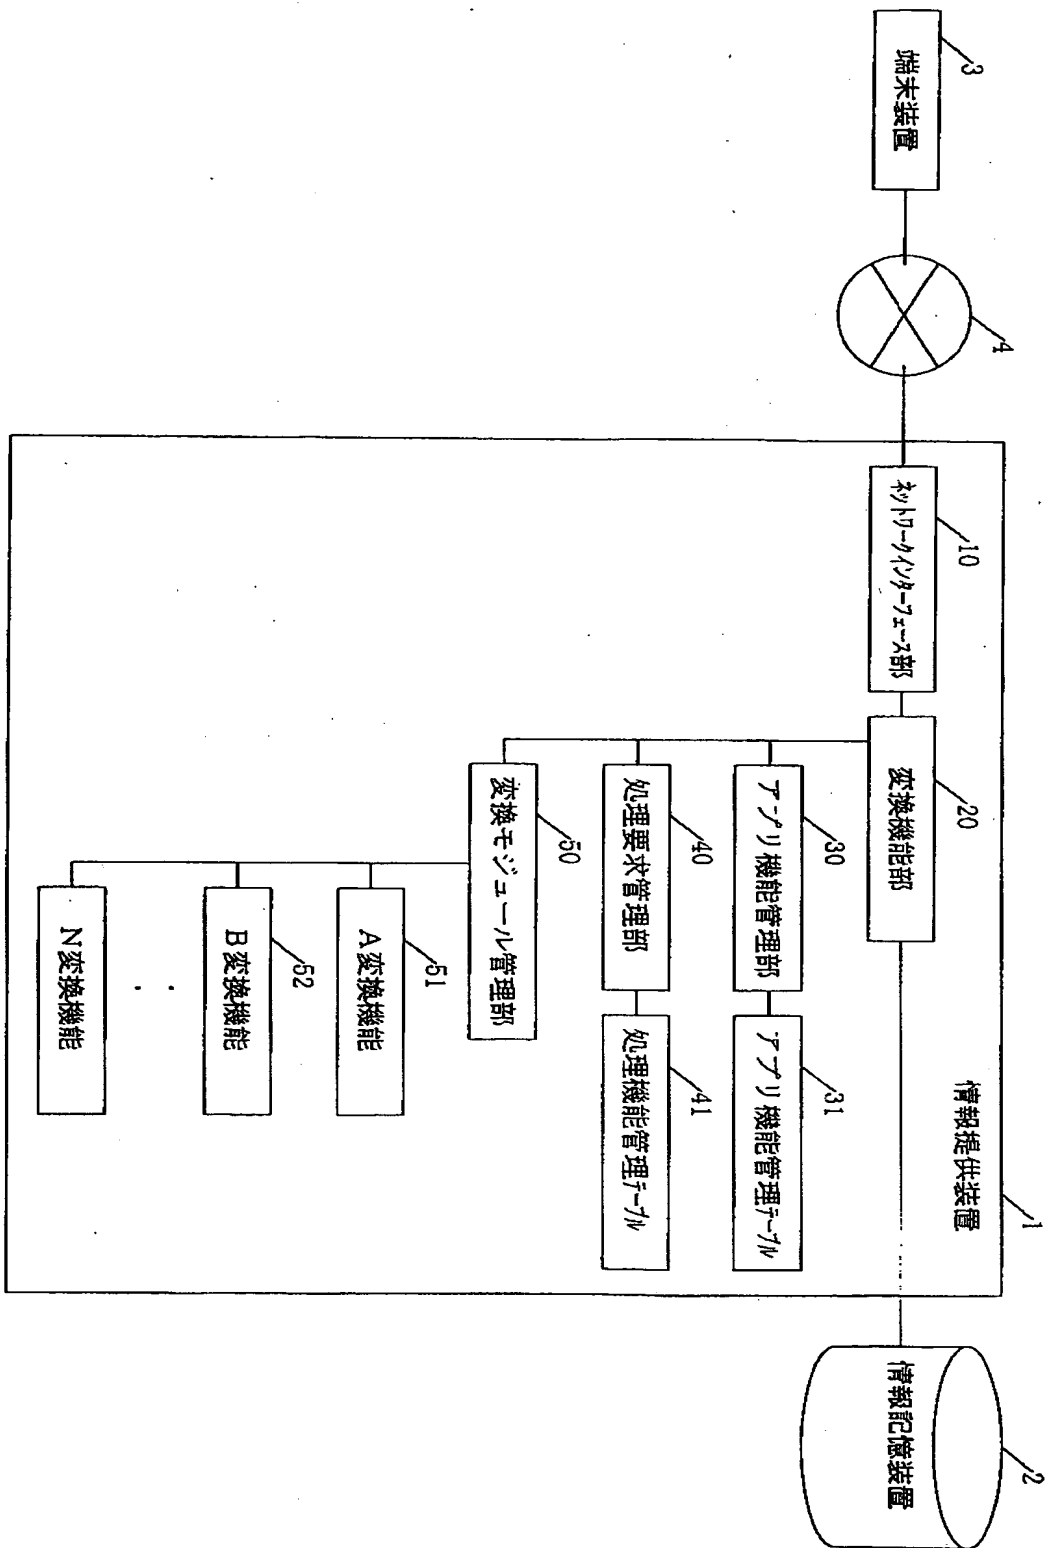 3
端末装置
4
1
情報提供装置
10
ネットワークインターフェース部
20
変換機能部
30
アプリ機能管理部
31
アプリ機能管理テーブル
40
処理要求管理部
41
処理機能管理テーブル
50
変換モジュール管理部
51
A変換機能
52
B変換機能
N変換機能
2
情報記憶装置